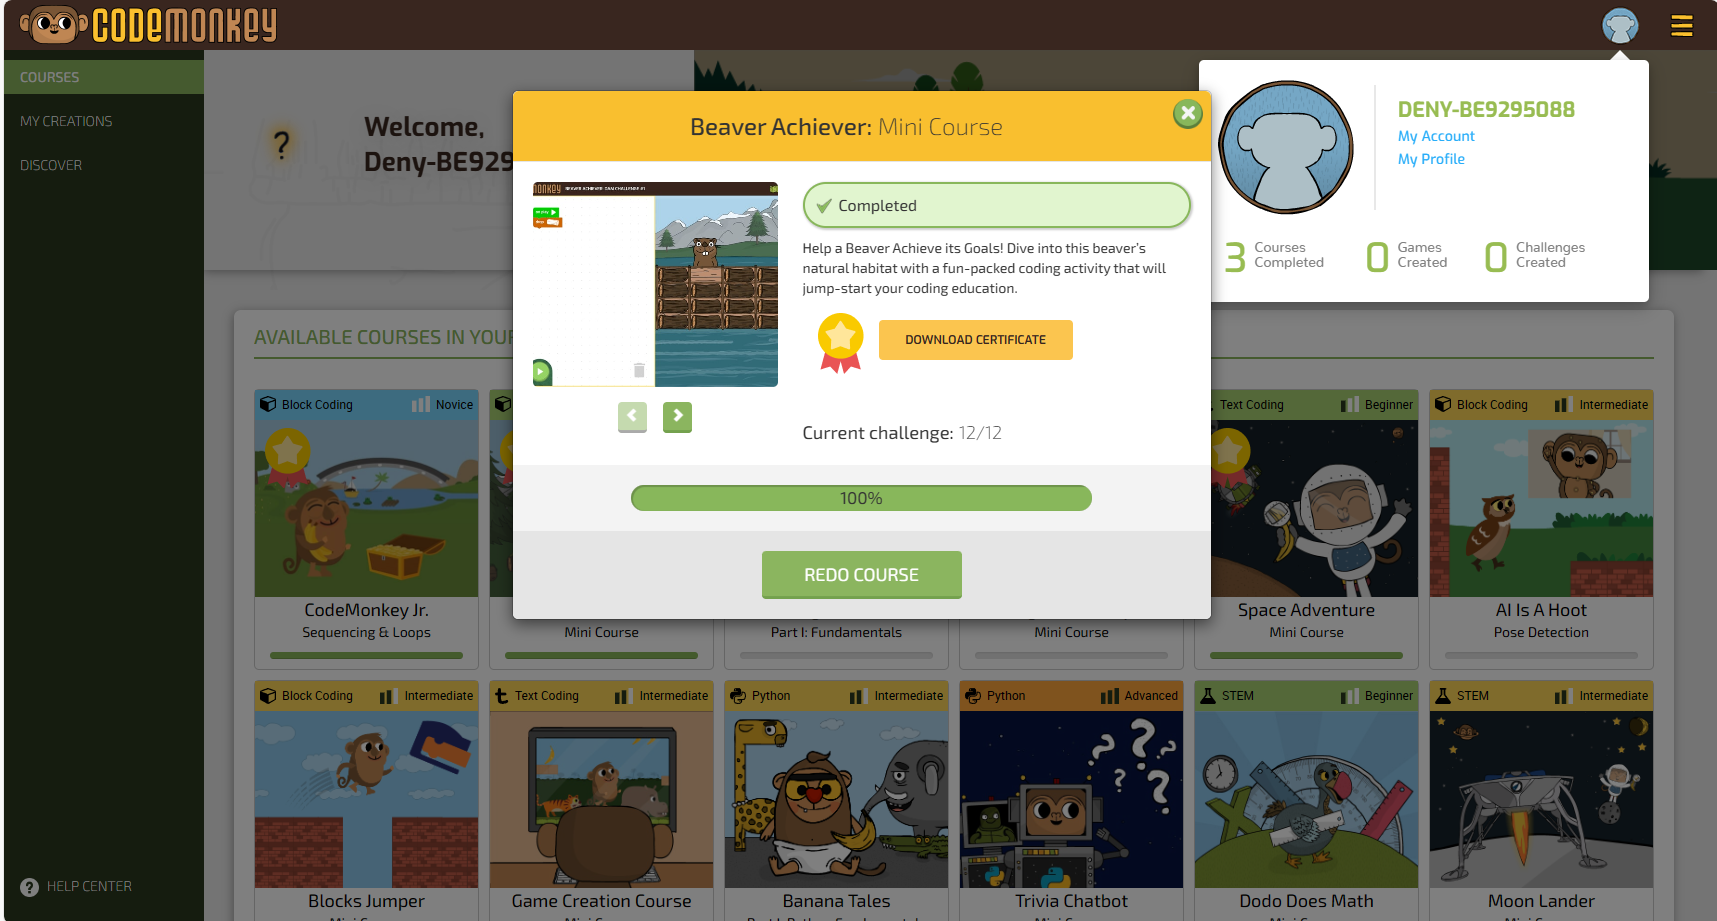 CODEMONKEY
COURSES
MY CREATIONS
DISCOVER
HELP CENTER
?
Welcome,
Deny-BE929
DENY-BE9295088
My Account
My Profile
3 Courses Completed
0 Games Created
0 Challenges Created
Beaver Achiever: Mini Course
Completed
Help a Beaver Achieve its Goals! Dive into this beaver's
natural habitat with a fun-packed coding activity that will
jump-start your coding education.
DOWNLOAD CERTIFICATE
Current challenge: 12/12
100%
REDO COURSE
AVAILABLE COURSES IN YOUR
Block Coding Novice
CodeMonkey Jr.
Sequencing & Loops
Mini Course
Part I: Fundamentals
Mini Course
Text Coding Beginner
Space Adventure
Mini Course
Block Coding Intermediate
AI Is A Hoot
Pose Detection
Block Coding Intermediate
Blocks Jumper
Text Coding Intermediate
Game Creation Course
Python Intermediate
Banana Tales
Python Advanced
Trivia Chatbot
STEM Beginner
Dodo Does Math
STEM Intermediate
Moon Lander